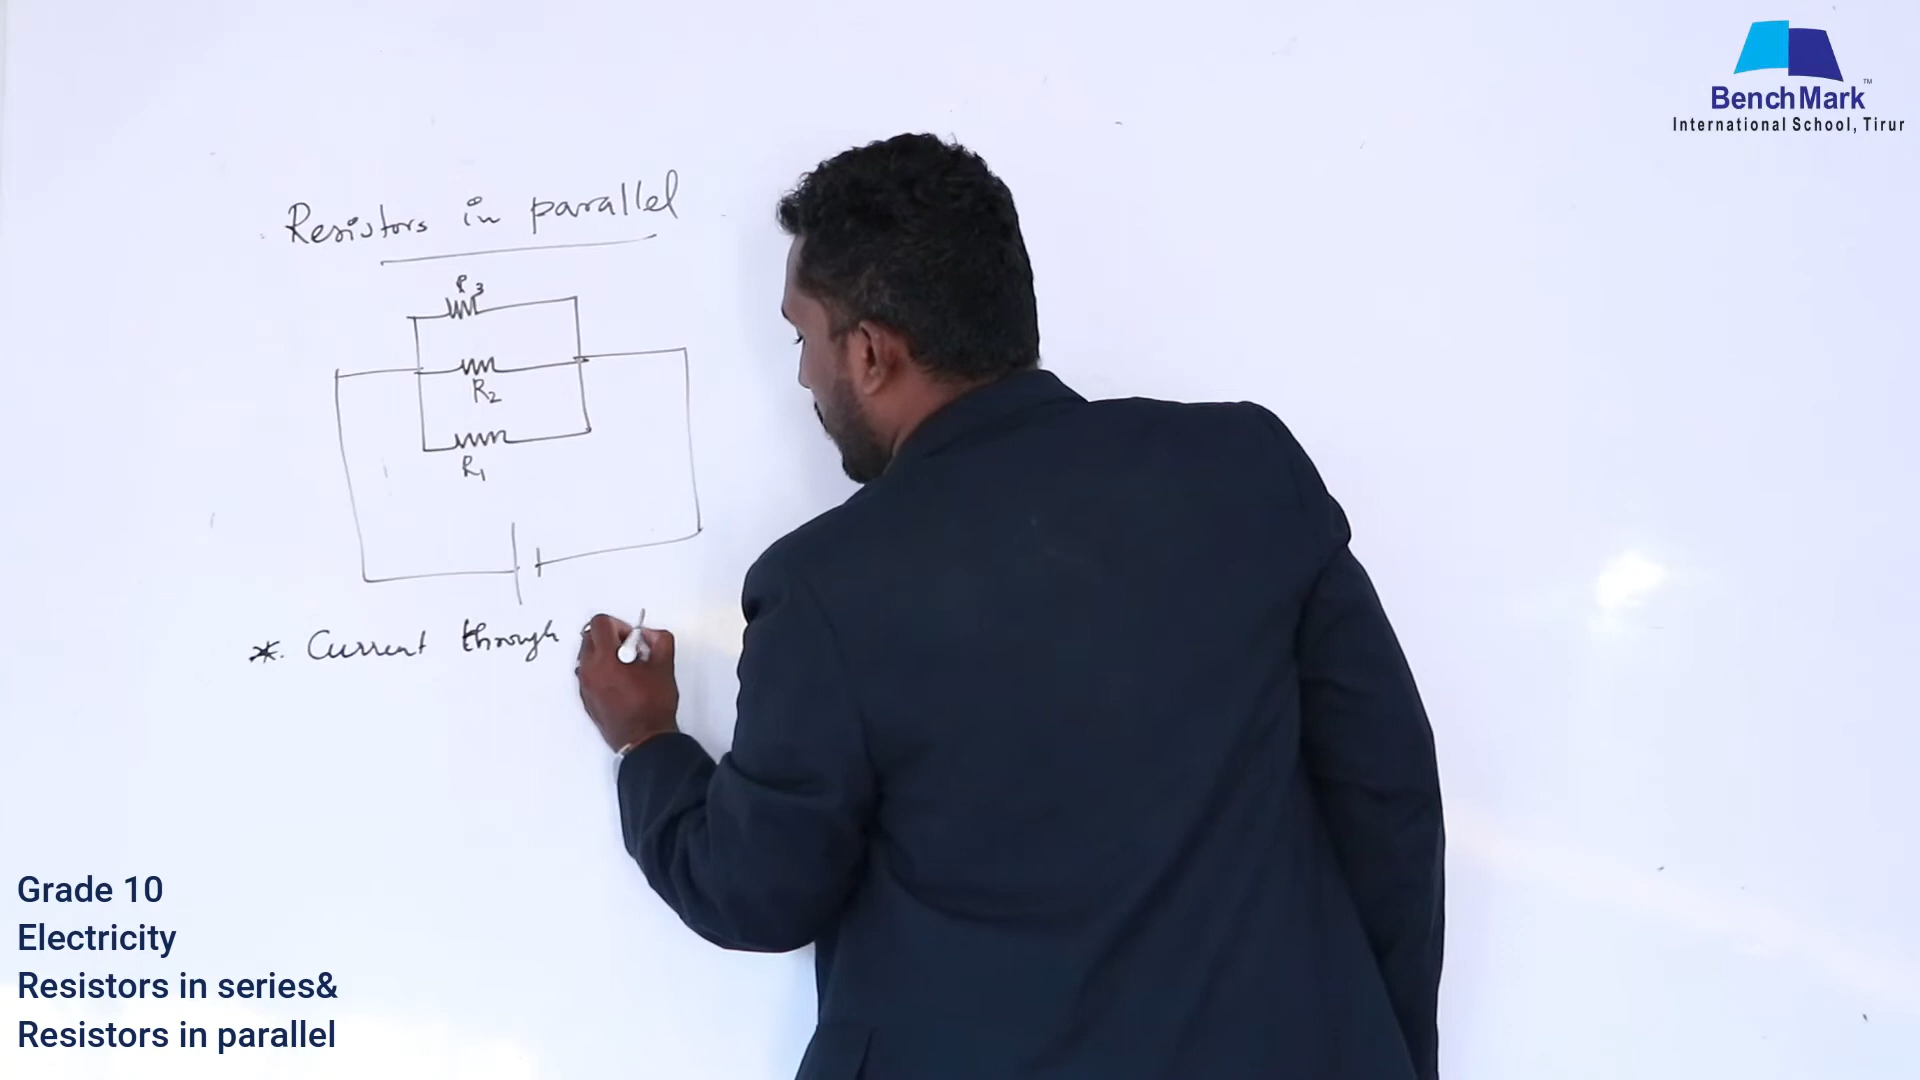 BenchMark
TM
International School, Tirur
Resistors in parallel
R3
R2
R1
*. Current through
Grade 10
Electricity
Resistors in series&
Resistors in parallel